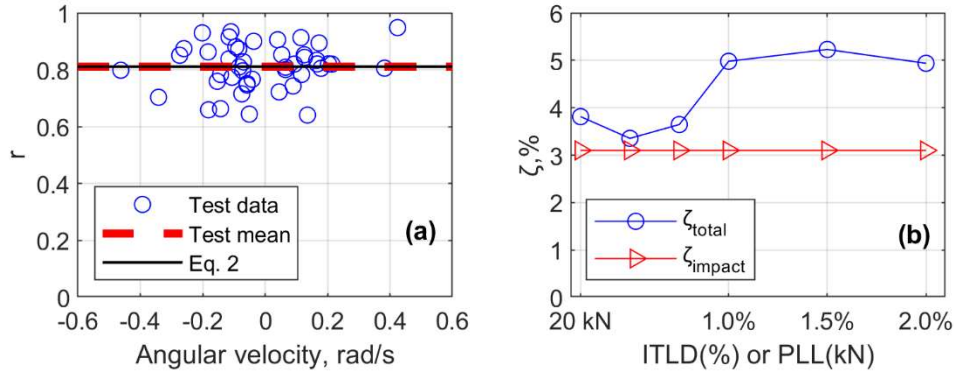 1
0.8
0.6
0.4
0.2
0
r
-0.6 -0.4 -0.2 0 0.2 0.4 0.6
Angular velocity, rad/s
Test data
Test mean
Eq. 2
(a)
6
5
4
3
2
1
0
ζ,%
20 kN 1.0% 1.5% 2.0%
ITLD(%) or PLL(kN)
ζtotal
ζimpact
(b)